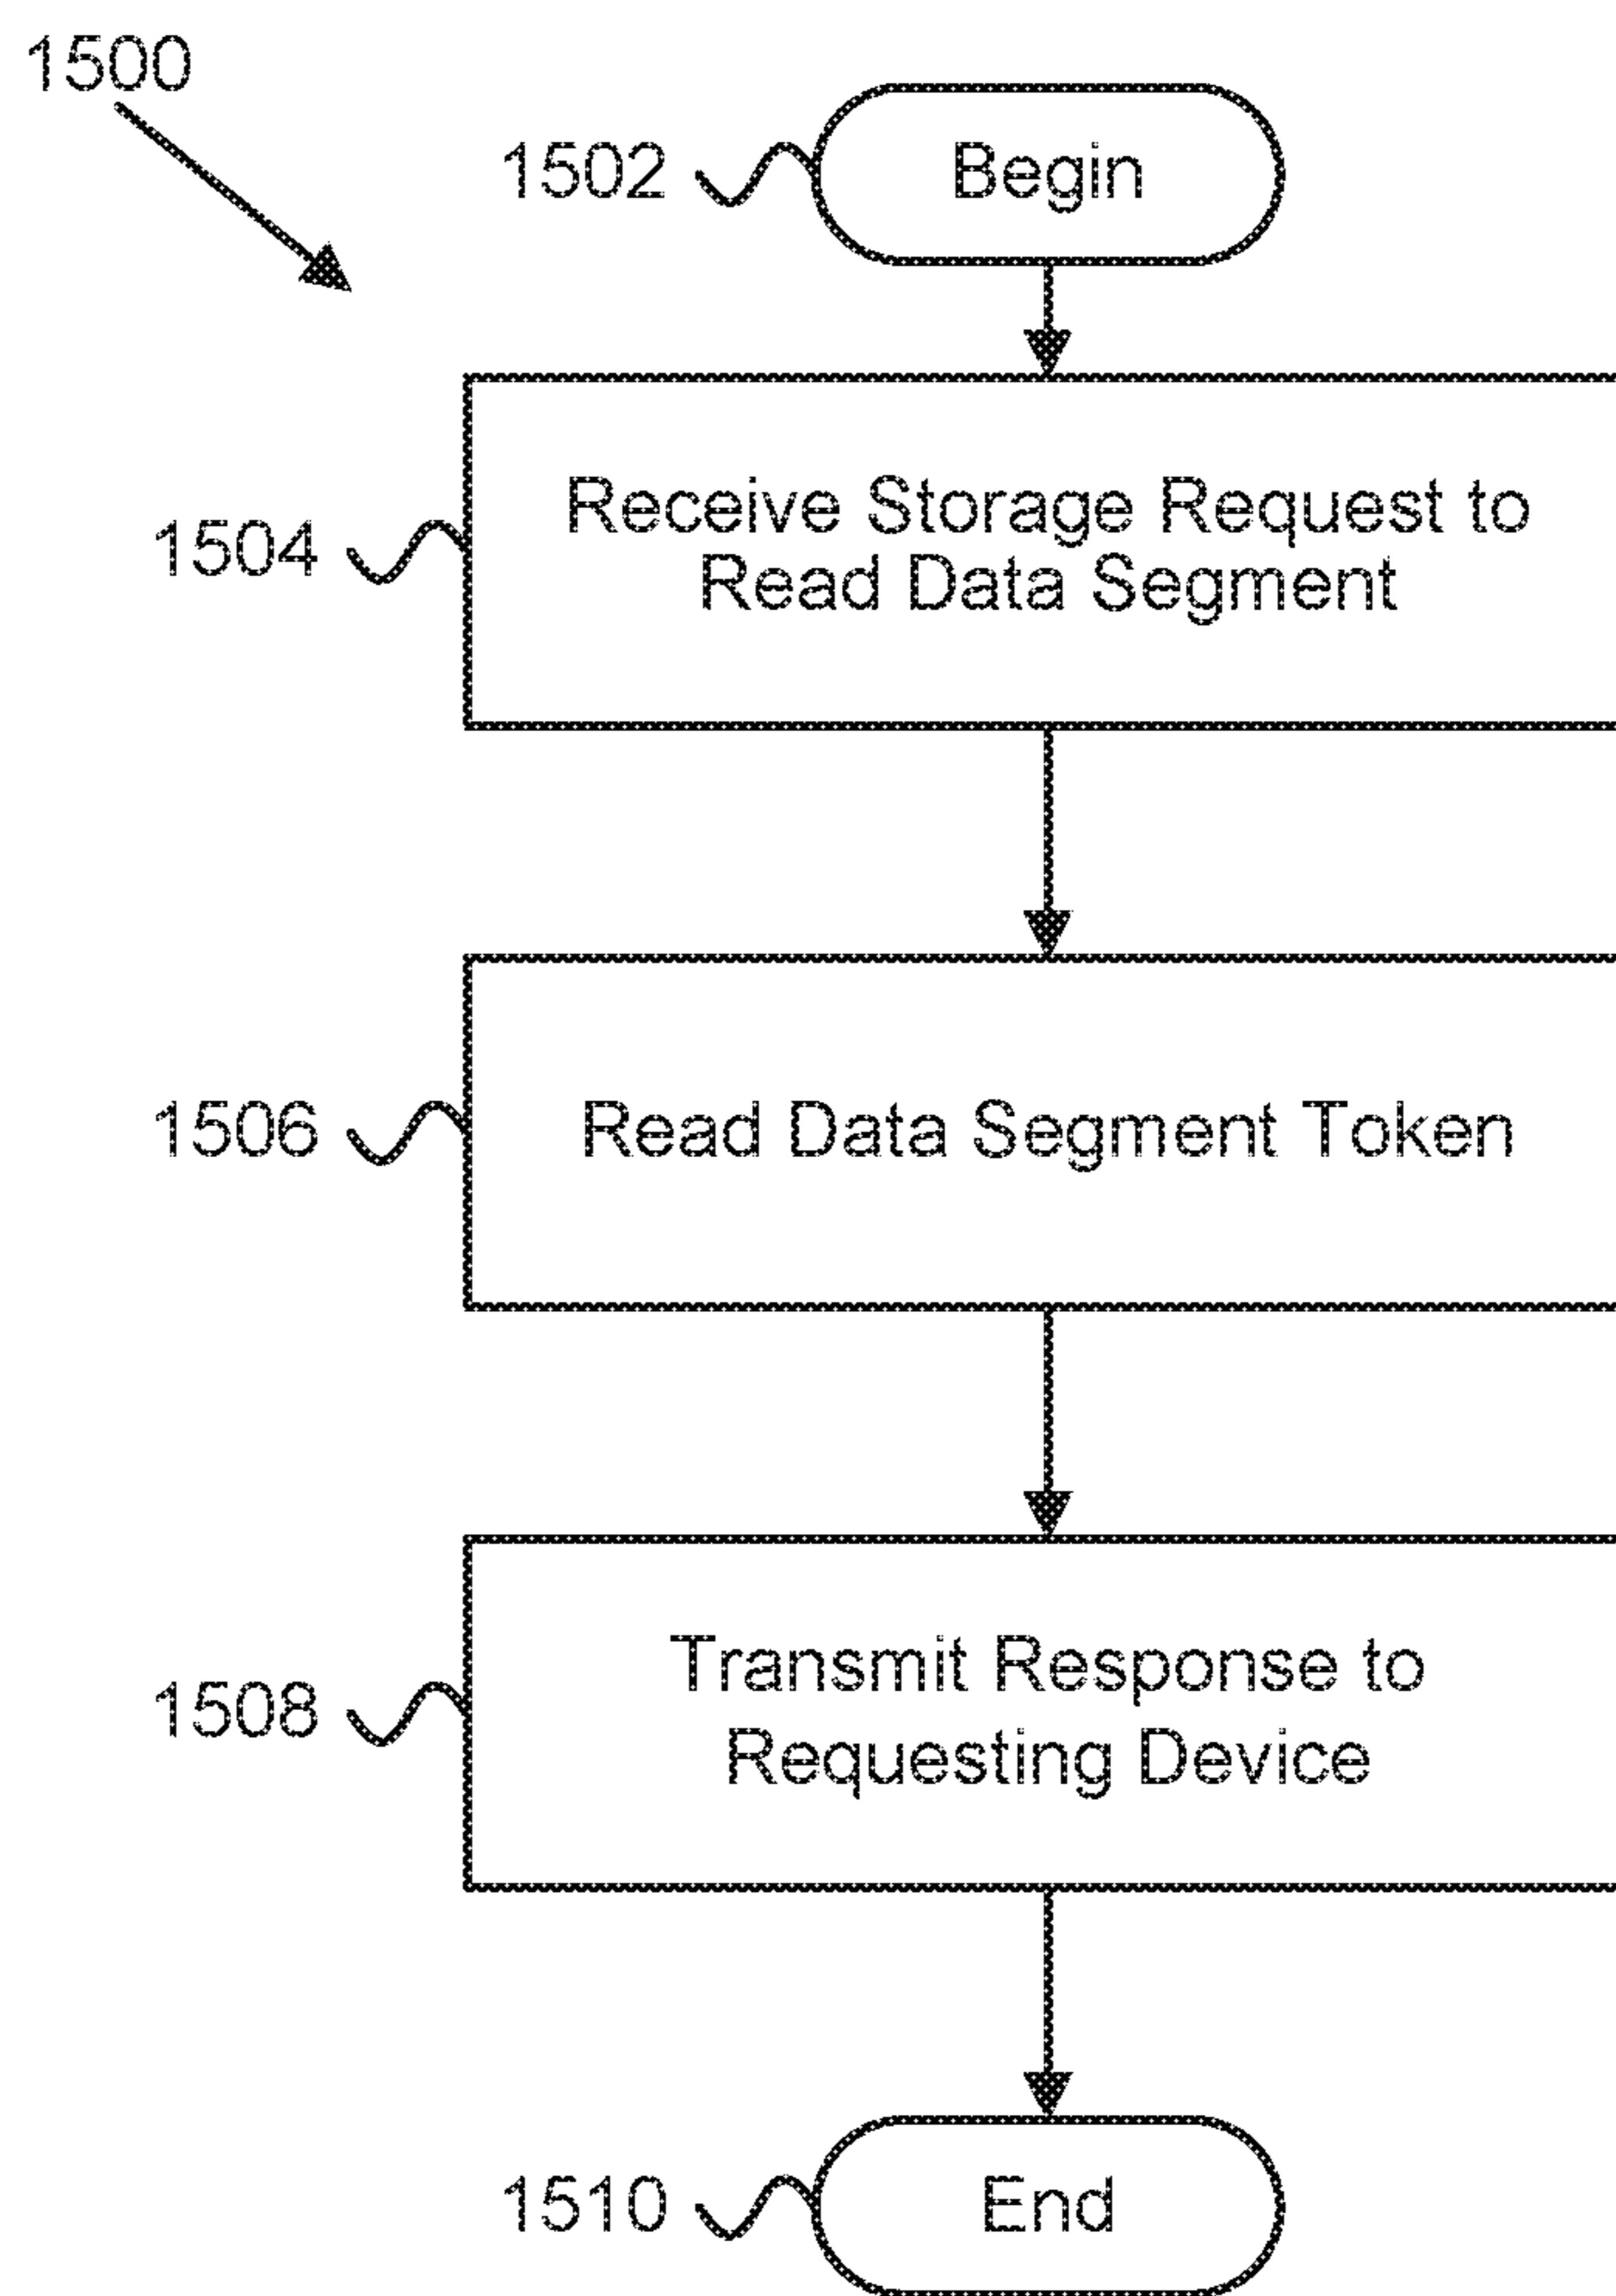 1500
1502
Begin
1504
Receive Storage Request to
Read Data Segment
1506
Read Data Segment Token
1508
Transmit Response to
Requesting Device
1510
End